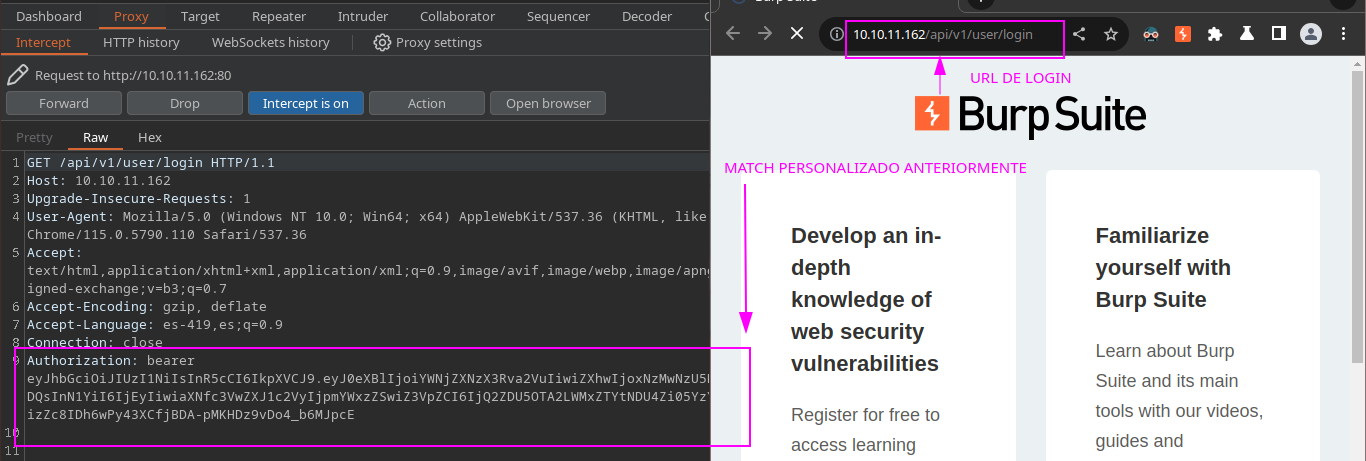 Dashboard Proxy Target Repeater Intruder Collaborator Sequencer Decoder
Intercept HTTP history WebSockets history Proxy settings
Request to http://10.10.11.162:80
Forward Drop Intercept is on Action Open browser
Pretty Raw Hex
1 GET /api/v1/user/login HTTP/1.1
2 Host: 10.10.11.162
3 Upgrade-Insecure-Requests: 1
4 User-Agent: Mozilla/5.0 (Windows NT 10.0; Win64; x64) AppleWebKit/537.36 (KHTML, like
Chrome/115.0.5790.110 Safari/537.36
5 Accept:
text/html,application/xhtml+xml,application/xml;q=0.9,image/avif,image/webp,image/apng
igned-exchange;v=b3;q=0.7
6 Accept-Encoding: gzip, deflate
7 Accept-Language: es-419,es;q=0.9
8 Connection: close
9 Authorization: bearer
10
11
10.10.11.162/api/v1/user/login
URL DE LOGIN
Burp Suite
MATCH PERSONALIZADO ANTERIORMENTE
Develop an in-
depth
knowledge of
web security
vulnerabilities
Register for free to
access learning
Familiarize
yourself with
Burp Suite
Learn about Burp
Suite and its main
tools with our videos,
guides and